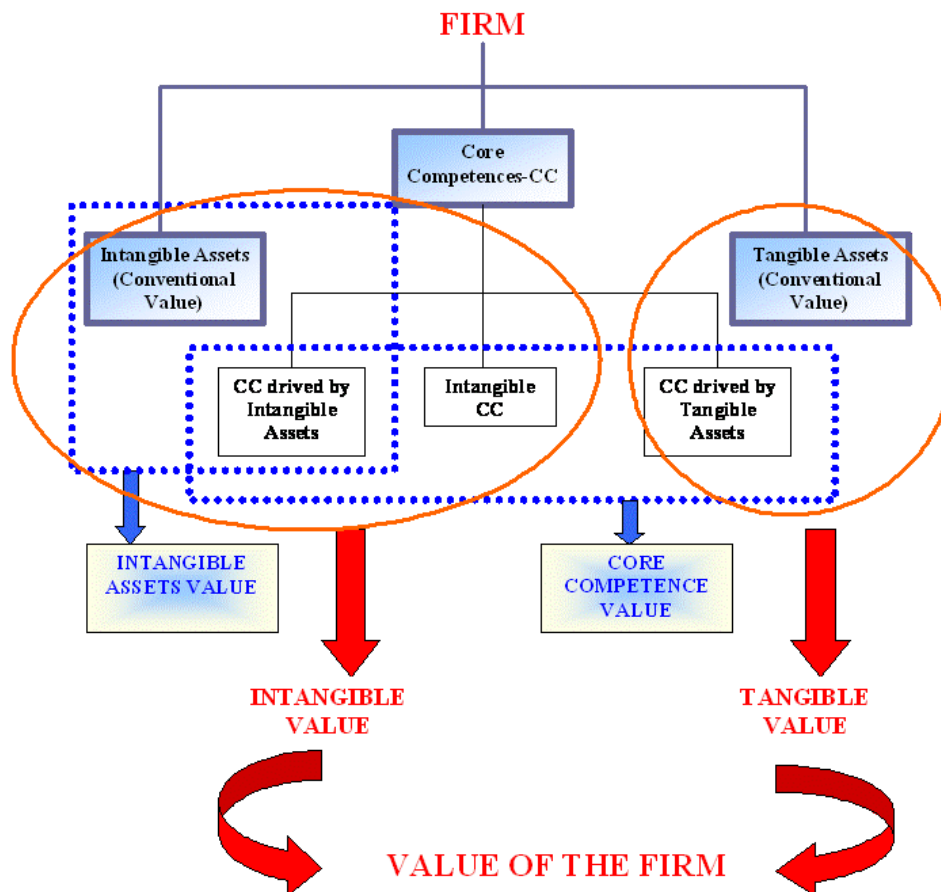 FIRM
Core
Competences-CC
Intangible Assets
(Conventional
Value)
Tangible Assets
(Conventional
Value)
CC drived by
Intangible
Assets
Intangible
CC
CC drived by
Tangible
Assets
INTANGIBLE
ASSETS VALUE
CORE
COMPETENCE
VALUE
INTANGIBLE
VALUE
TANGIBLE
VALUE
VALUE OF THE FIRM